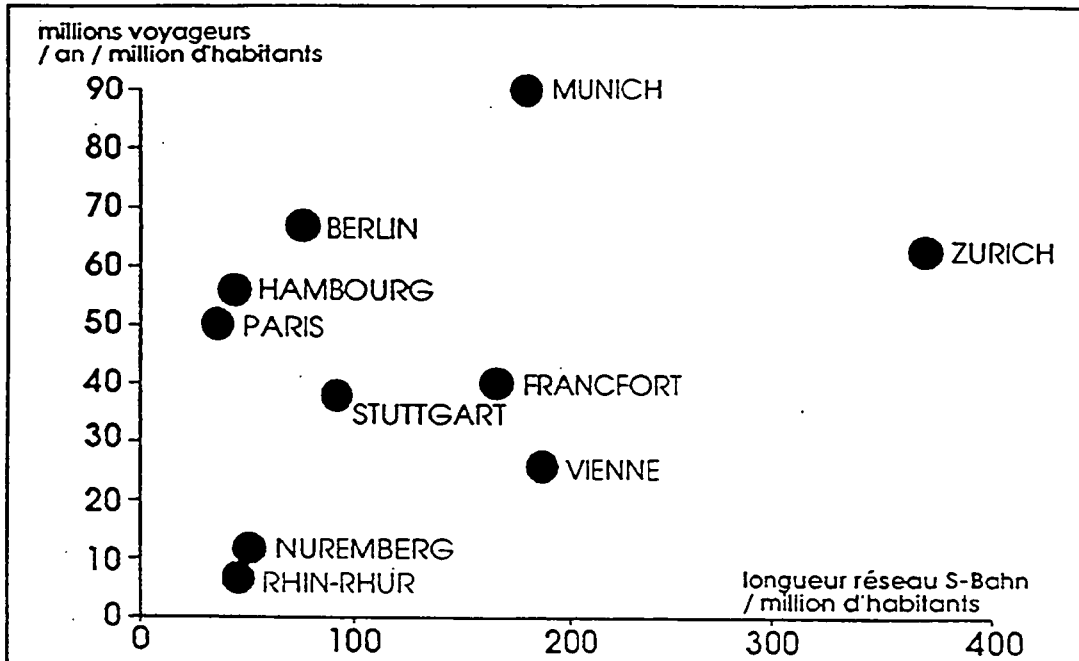 millions voyageurs
/ an / million d'habitants
90
MUNICH
80
70
BERLIN
ZURICH
60
HAMBOURG
50
PARIS
40
FRANCFORT
STUTTGART
30
VIENNE
20
NUREMBERG
10
RHIN-RHUR
longueur réseau S-Bahn
/ million d'habitants
0
0 100 200 300 400